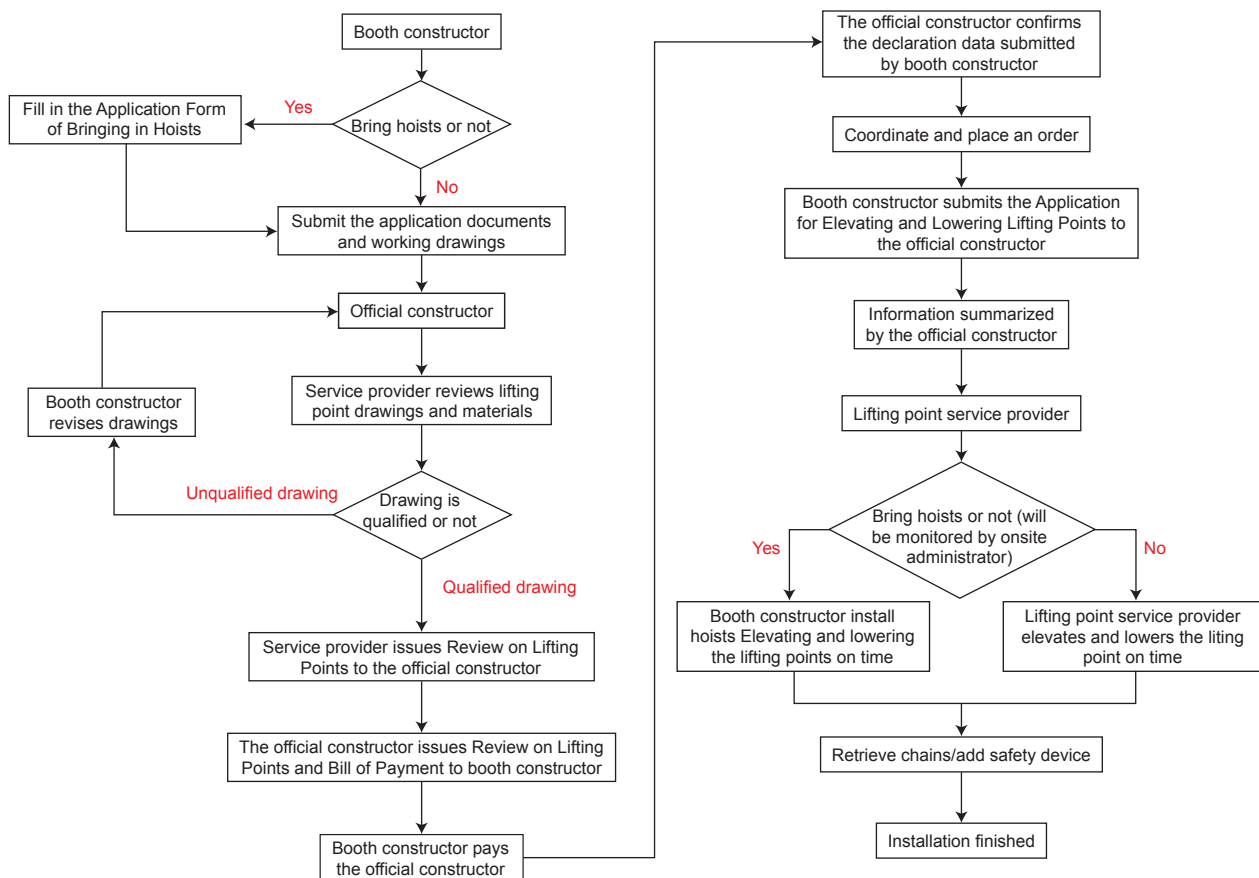 Booth constructor
Bring hoists or not
Yes
Fill in the Application Form
of Bringing in Hoists
No
Submit the application documents
and working drawings
Official constructor
Service provider reviews lifting
point drawings and materials
Booth constructor
revises drawings
Unqualified drawing
Drawing is
qualified or not
Qualified drawing
Service provider issues Review on Lifting
Points to the official constructor
The official constructor issues Review on Lifting
Points and Bill of Payment to booth constructor
Booth constructor pays
the official constructor
The official constructor confirms
the declaration data submitted
by booth constructor
Coordinate and place an order
Booth constructor submits the Application
for Elevating and Lowering Lifting Points to
the official constructor
Information summarized
by the official constructor
Lifting point service provider
Bring hoists or not (will
be monitored by onsite
administrator)
Yes
No
Booth constructor install
hoists Elevating and lowering
the lifting points on time
Lifting point service provider
elevates and lowers the liting
point on time
Retrieve chains/add safety device
Installation finished